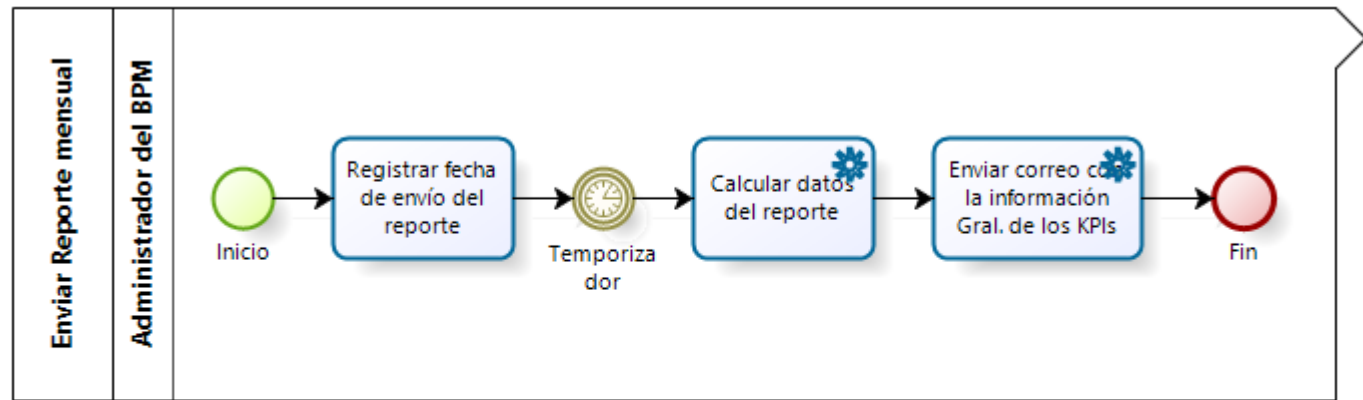 Enviar Reporte mensual
Administrador del BPM
Inicio
Registrar fecha
de envío del
reporte
Temporiza
dor
Calcular datos
del reporte
Enviar correo con
la información
Gral. de los KPIs
Fin